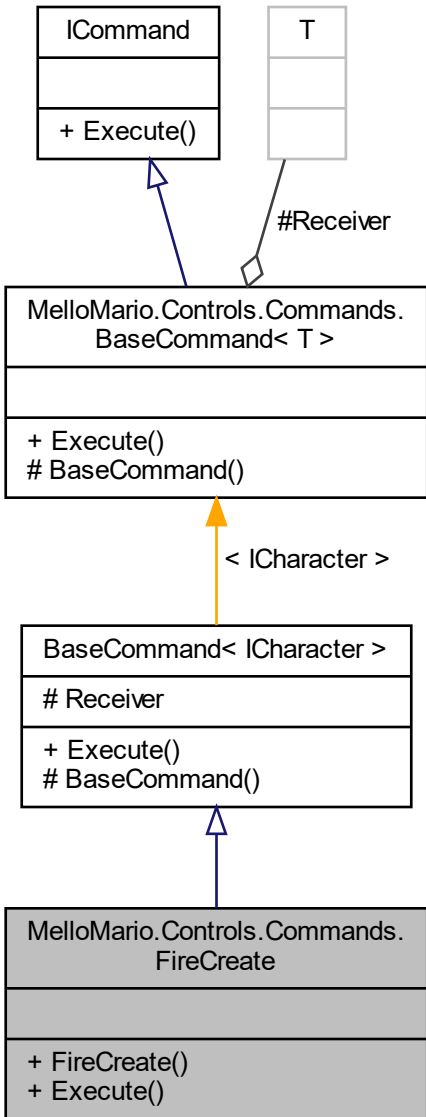 ICommand
+ Execute()
T
#Receiver
MelloMario.Controls.Commands.
BaseCommand< T >
+ Execute()
# BaseCommand()
< ICharacter >
BaseCommand< ICharacter >
# Receiver
+ Execute()
# BaseCommand()
MelloMario.Controls.Commands.
FireCreate
+ FireCreate()
+ Execute()